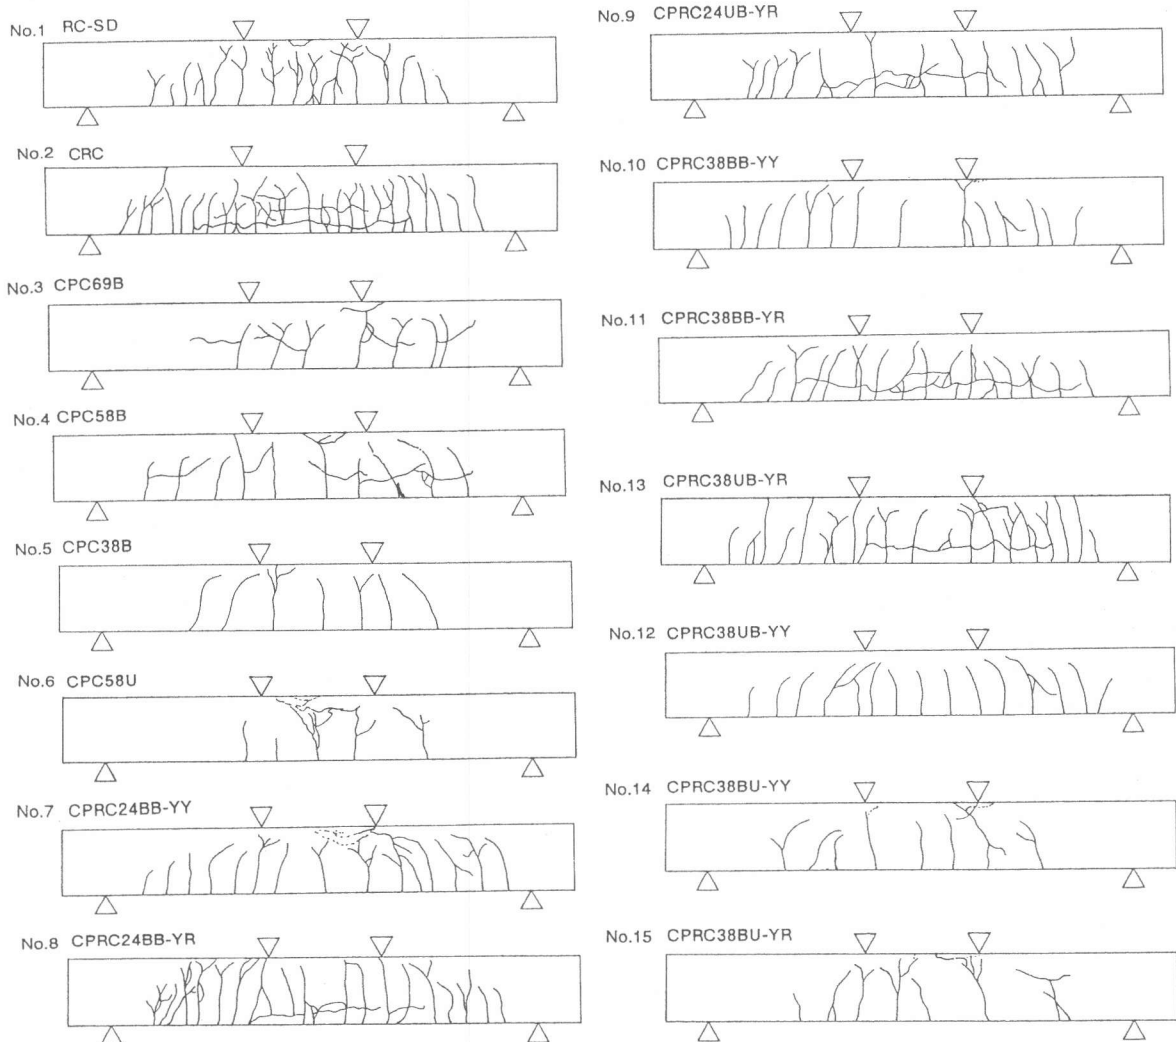 No.1 RC-SD
No.2 CRC
No.3 CPC69B
No.4 CPC58B
No.5 CPC38B
No.6 CPC58U
No.7 CPRC24BB-YY
No.8 CPRC24BB-YR
No.9 CPRC24UB-YR
No.10 CPRC38BB-YY
No.11 CPRC38BB-YR
No.13 CPRC38UB-YR
No.12 CPRC38UB-YY
No.14 CPRC38BU-YY
No.15 CPRC38BU-YR